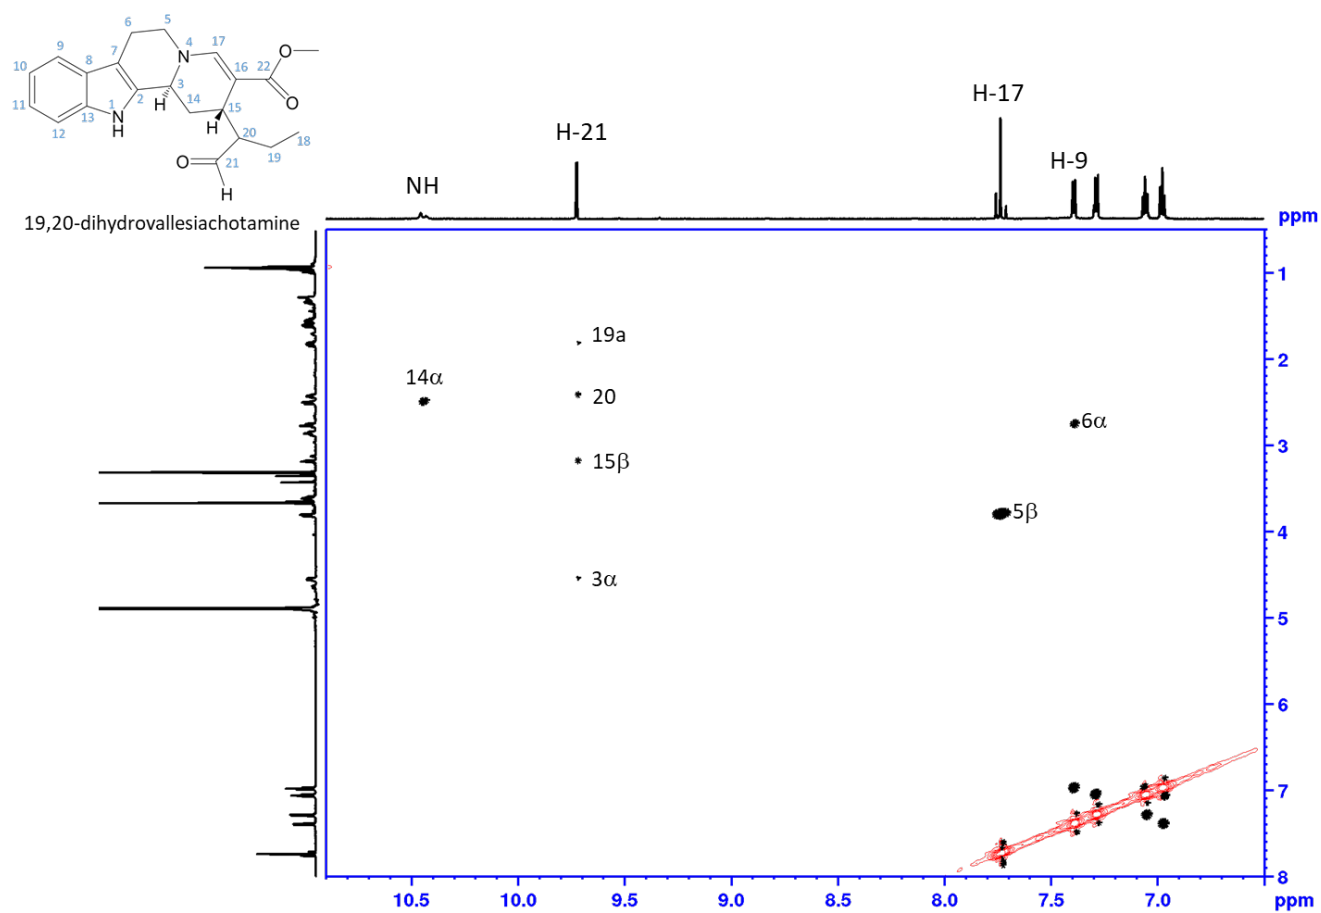 6 5
9 7 N 4 17 O
10 8 16 22
3 O
11 1 2 H 14 15
13 N H
12 H 20 18
O 19
21
H
19,20-dihydrovallesiachotamine
NH
H-21
H-17
H-9
ppm
1
19a
2
14α
20
6α
3
15β
5β
4
3α
5
6
7
8
10.5 10.0 9.5 9.0 8.5 8.0 7.5 7.0 ppm